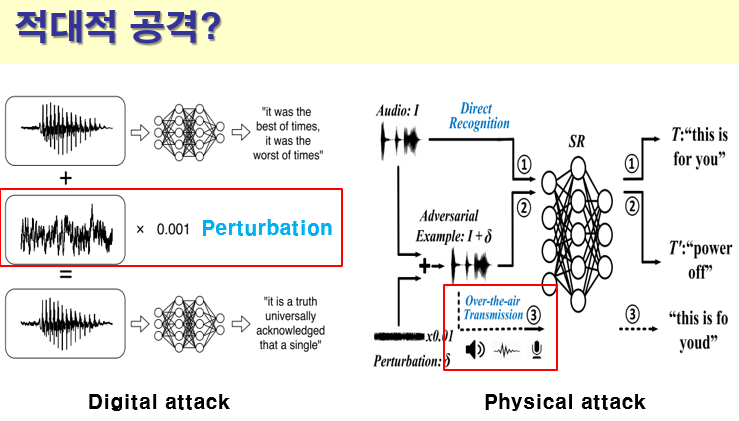 적대적 공격?
"it was the
best of times,
it was the
worst of times"
+
× 0.001 Perturbation
=
"it is a truth
universally
acknowledged
that a single"
Digital attack
Audio: I
Direct
Recognition
SR
①
②
Adversarial
Example: I + δ
+
Over-the-air
Transmission ③
x0.01
Perturbation: δ
①
②
③
T:"this is
for you"
T':"power
off"
"this is fo
youd"
Physical attack